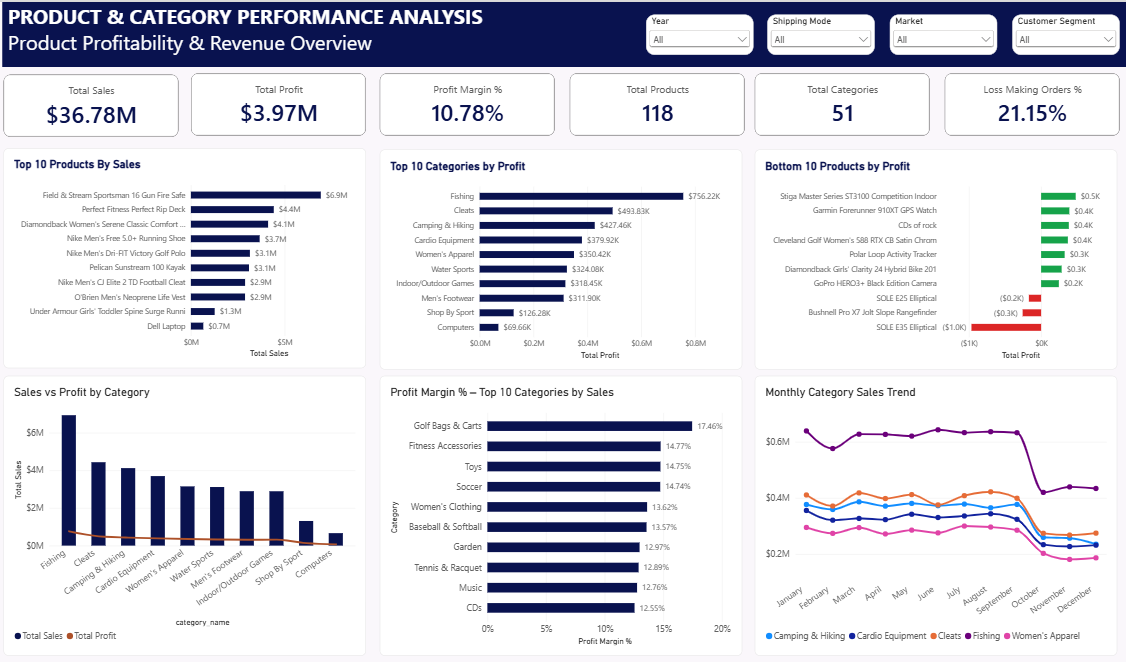 PRODUCT & CATEGORY PERFORMANCE ANALYSIS
Product Profitability & Revenue Overview
Year
All
Shipping Mode
All
Market
All
Customer Segment
All
Total Sales
$36.78M
Total Profit
$3.97M
Profit Margin %
10.78%
Total Products
118
Total Categories
51
Loss Making Orders %
21.15%
Top 10 Products By Sales
Field & Stream Sportsman 16 Gun Fire Safe $6.9M
Perfect Fitness Perfect Rip Deck $4.4M
Diamondback Women's Serene Classic Comfort ... $4.1M
Nike Men's Free 5.0+ Running Shoe $3.7M
Nike Men's Dri-FIT Victory Golf Polo $3.1M
Pelican Sunstream 100 Kayak $3.1M
Nike Men's CJ Elite 2 TD Football Cleat $2.9M
O'Brien Men's Neoprene Life Vest $2.9M
Under Armour Girls' Toddler Spine Surge Runni $1.3M
Dell Laptop $0.7M
$0M $5M
Total Sales
Top 10 Categories by Profit
Fishing $756.22K
Cleats $493.83K
Camping & Hiking $427.46K
Cardio Equipment $379.92K
Women's Apparel $350.42K
Water Sports $324.08K
Indoor/Outdoor Games $318.45K
Men's Footwear $311.90K
Shop By Sport $126.28K
Computers $69.66K
$0.0M $0.2M $0.4M $0.6M $0.8M
Total Profit
Bottom 10 Products by Profit
Stiga Master Series ST3100 Competition Indoor $0.5K
Garmin Forerunner 910XT GPS Watch $0.4K
CDs of rock $0.4K
Cleveland Golf Women's 588 RTX CB Satin Chrom $0.4K
Polar Loop Activity Tracker $0.3K
Diamondback Girls' Clarity 24 Hybrid Bike 201 $0.3K
GoPro HERO3+ Black Edition Camera $0.2K
SOLE E25 Elliptical ($0.2K)
Bushnell Pro X7 Jolt Slope Rangefinder ($0.3K)
SOLE E35 Elliptical ($1.0K)
($1K) $0K
Total Profit
Sales vs Profit by Category
Total Sales
$6M
$4M
$2M
$0M
Fishing
Cleats
Camping & Hiking
Cardio Equipment
Women's Apparel
Water Sports
Men's Footwear
Indoor/Outdoor Games
Shop By Sport
Computers
category_name
Total Sales Total Profit
Profit Margin % – Top 10 Categories by Sales
Category
Golf Bags & Carts 17.46%
Fitness Accessories 14.77%
Toys 14.75%
Soccer 14.74%
Women's Clothing 13.62%
Baseball & Softball 13.57%
Garden 12.97%
Tennis & Racquet 12.89%
Music 12.76%
CDs 12.55%
0% 5% 10% 15% 20%
Profit Margin %
Monthly Category Sales Trend
$0.6M
$0.4M
$0.2M
January
February
March
April
May
June
July
August
September
October
November
December
Camping & Hiking Cardio Equipment Cleats Fishing Women's Apparel